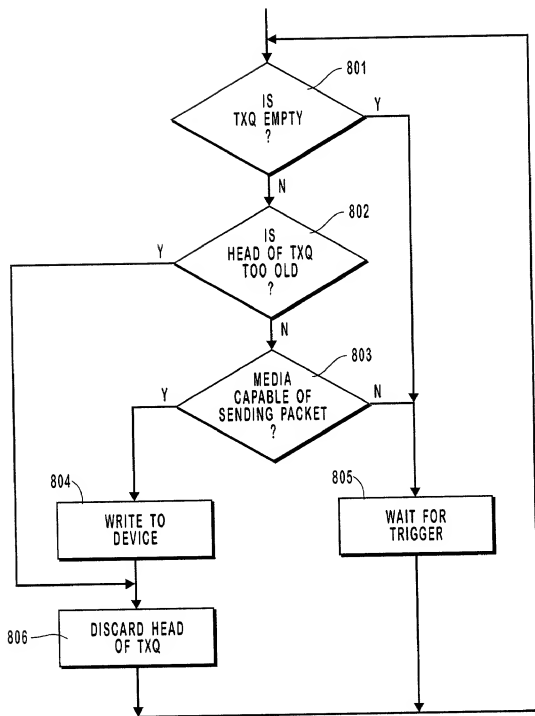 801
IS
TXQ EMPTY
?
Y
N
802
IS
HEAD OF TXQ
TOO OLD
?
Y
N
803
MEDIA
CAPABLE OF
SENDING PACKET
?
Y
N
804
WRITE TO
DEVICE
805
WAIT FOR
TRIGGER
806
DISCARD HEAD
OF TXQ